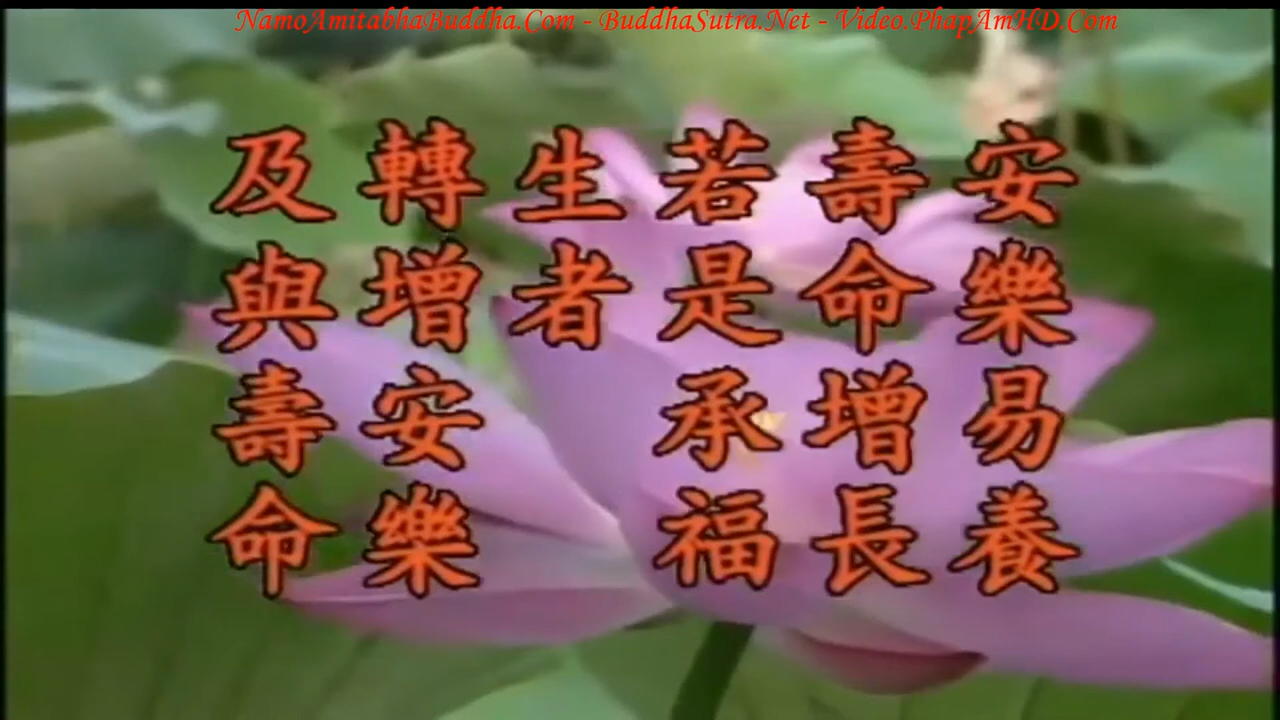 NamoAmitabhaBuddha.Com - BuddhaSutra.Net - Video.PhapAmHD.Com
安樂易養
壽命增長
若是承福
生者
轉增安樂
及與壽命